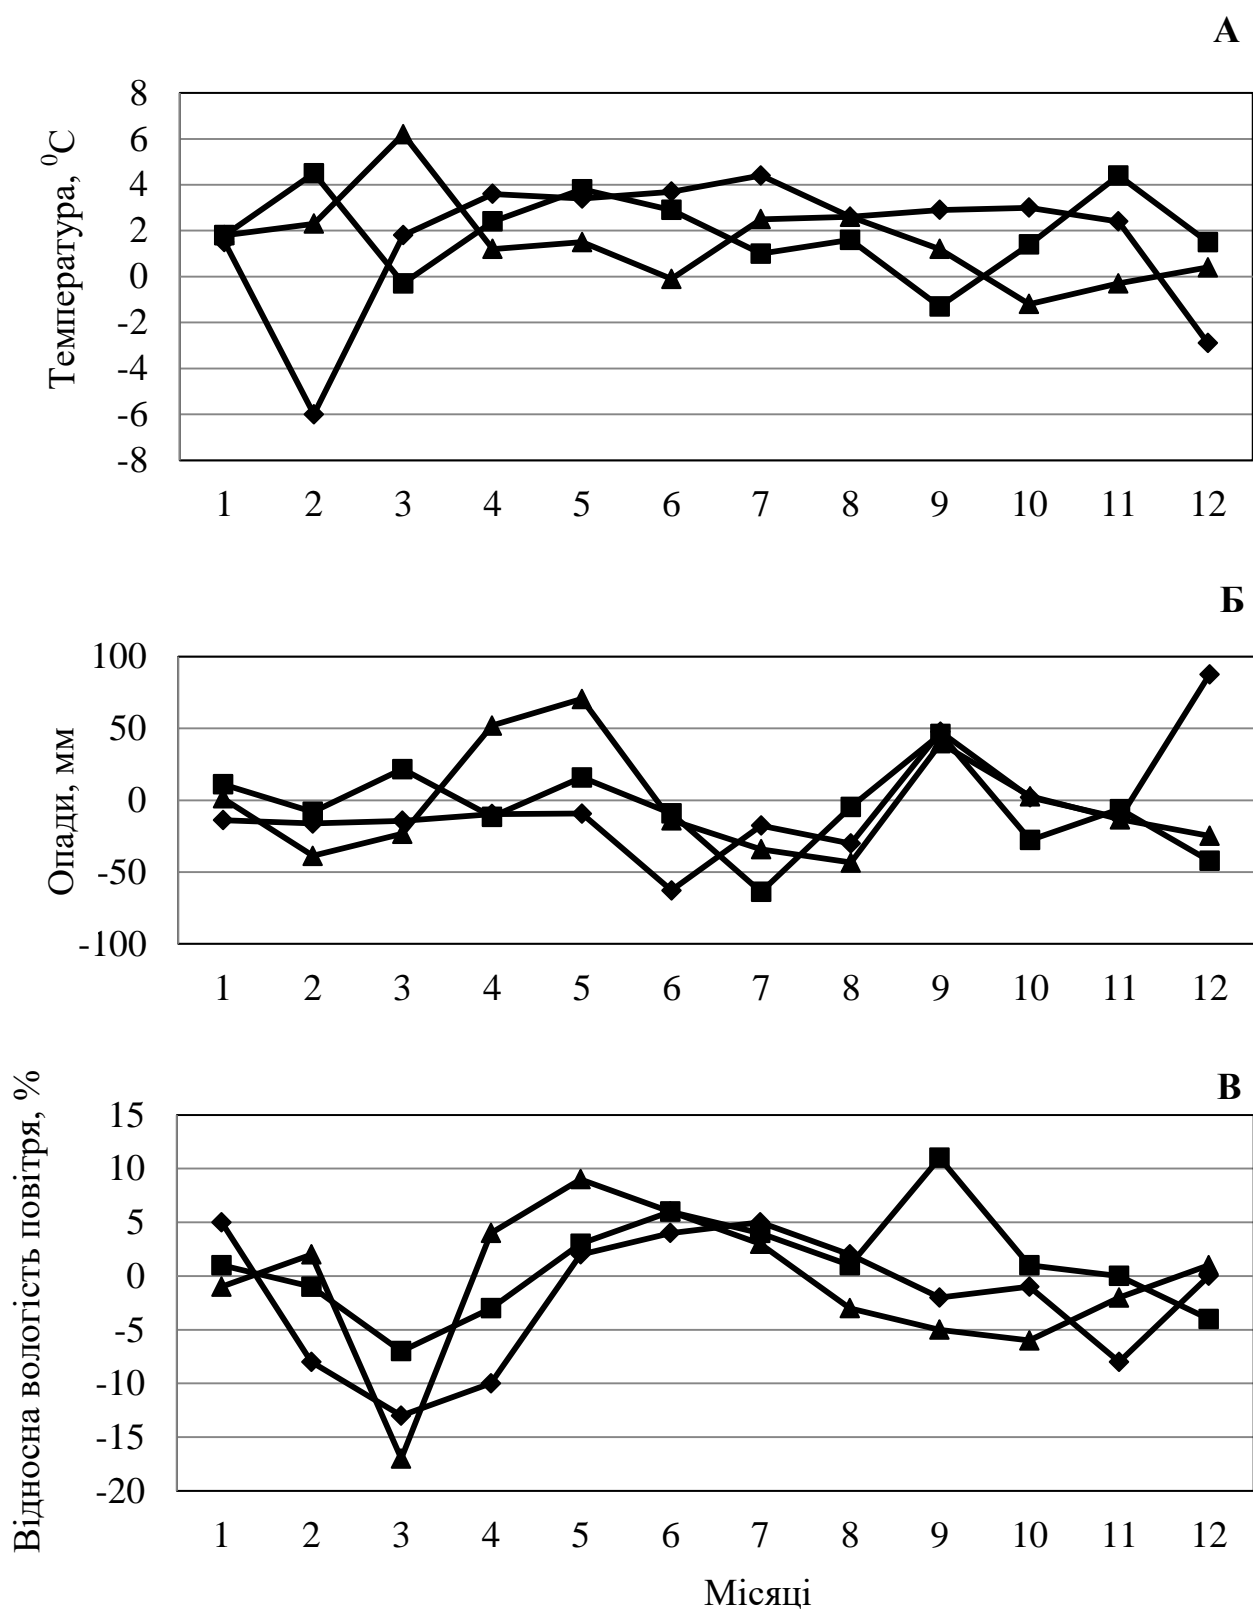 А
Температура, ⁰С
8
6
4
2
0
-2
-4
-6
-8
1 2 3 4 5 6 7 8 9 10 11 12
Б
Опади, мм
100
50
0
-50
-100
1 2 3 4 5 6 7 8 9 10 11 12
В
Відносна вологість повітря, %
15
10
5
0
-5
-10
-15
-20
1 2 3 4 5 6 7 8 9 10 11 12
Місяці